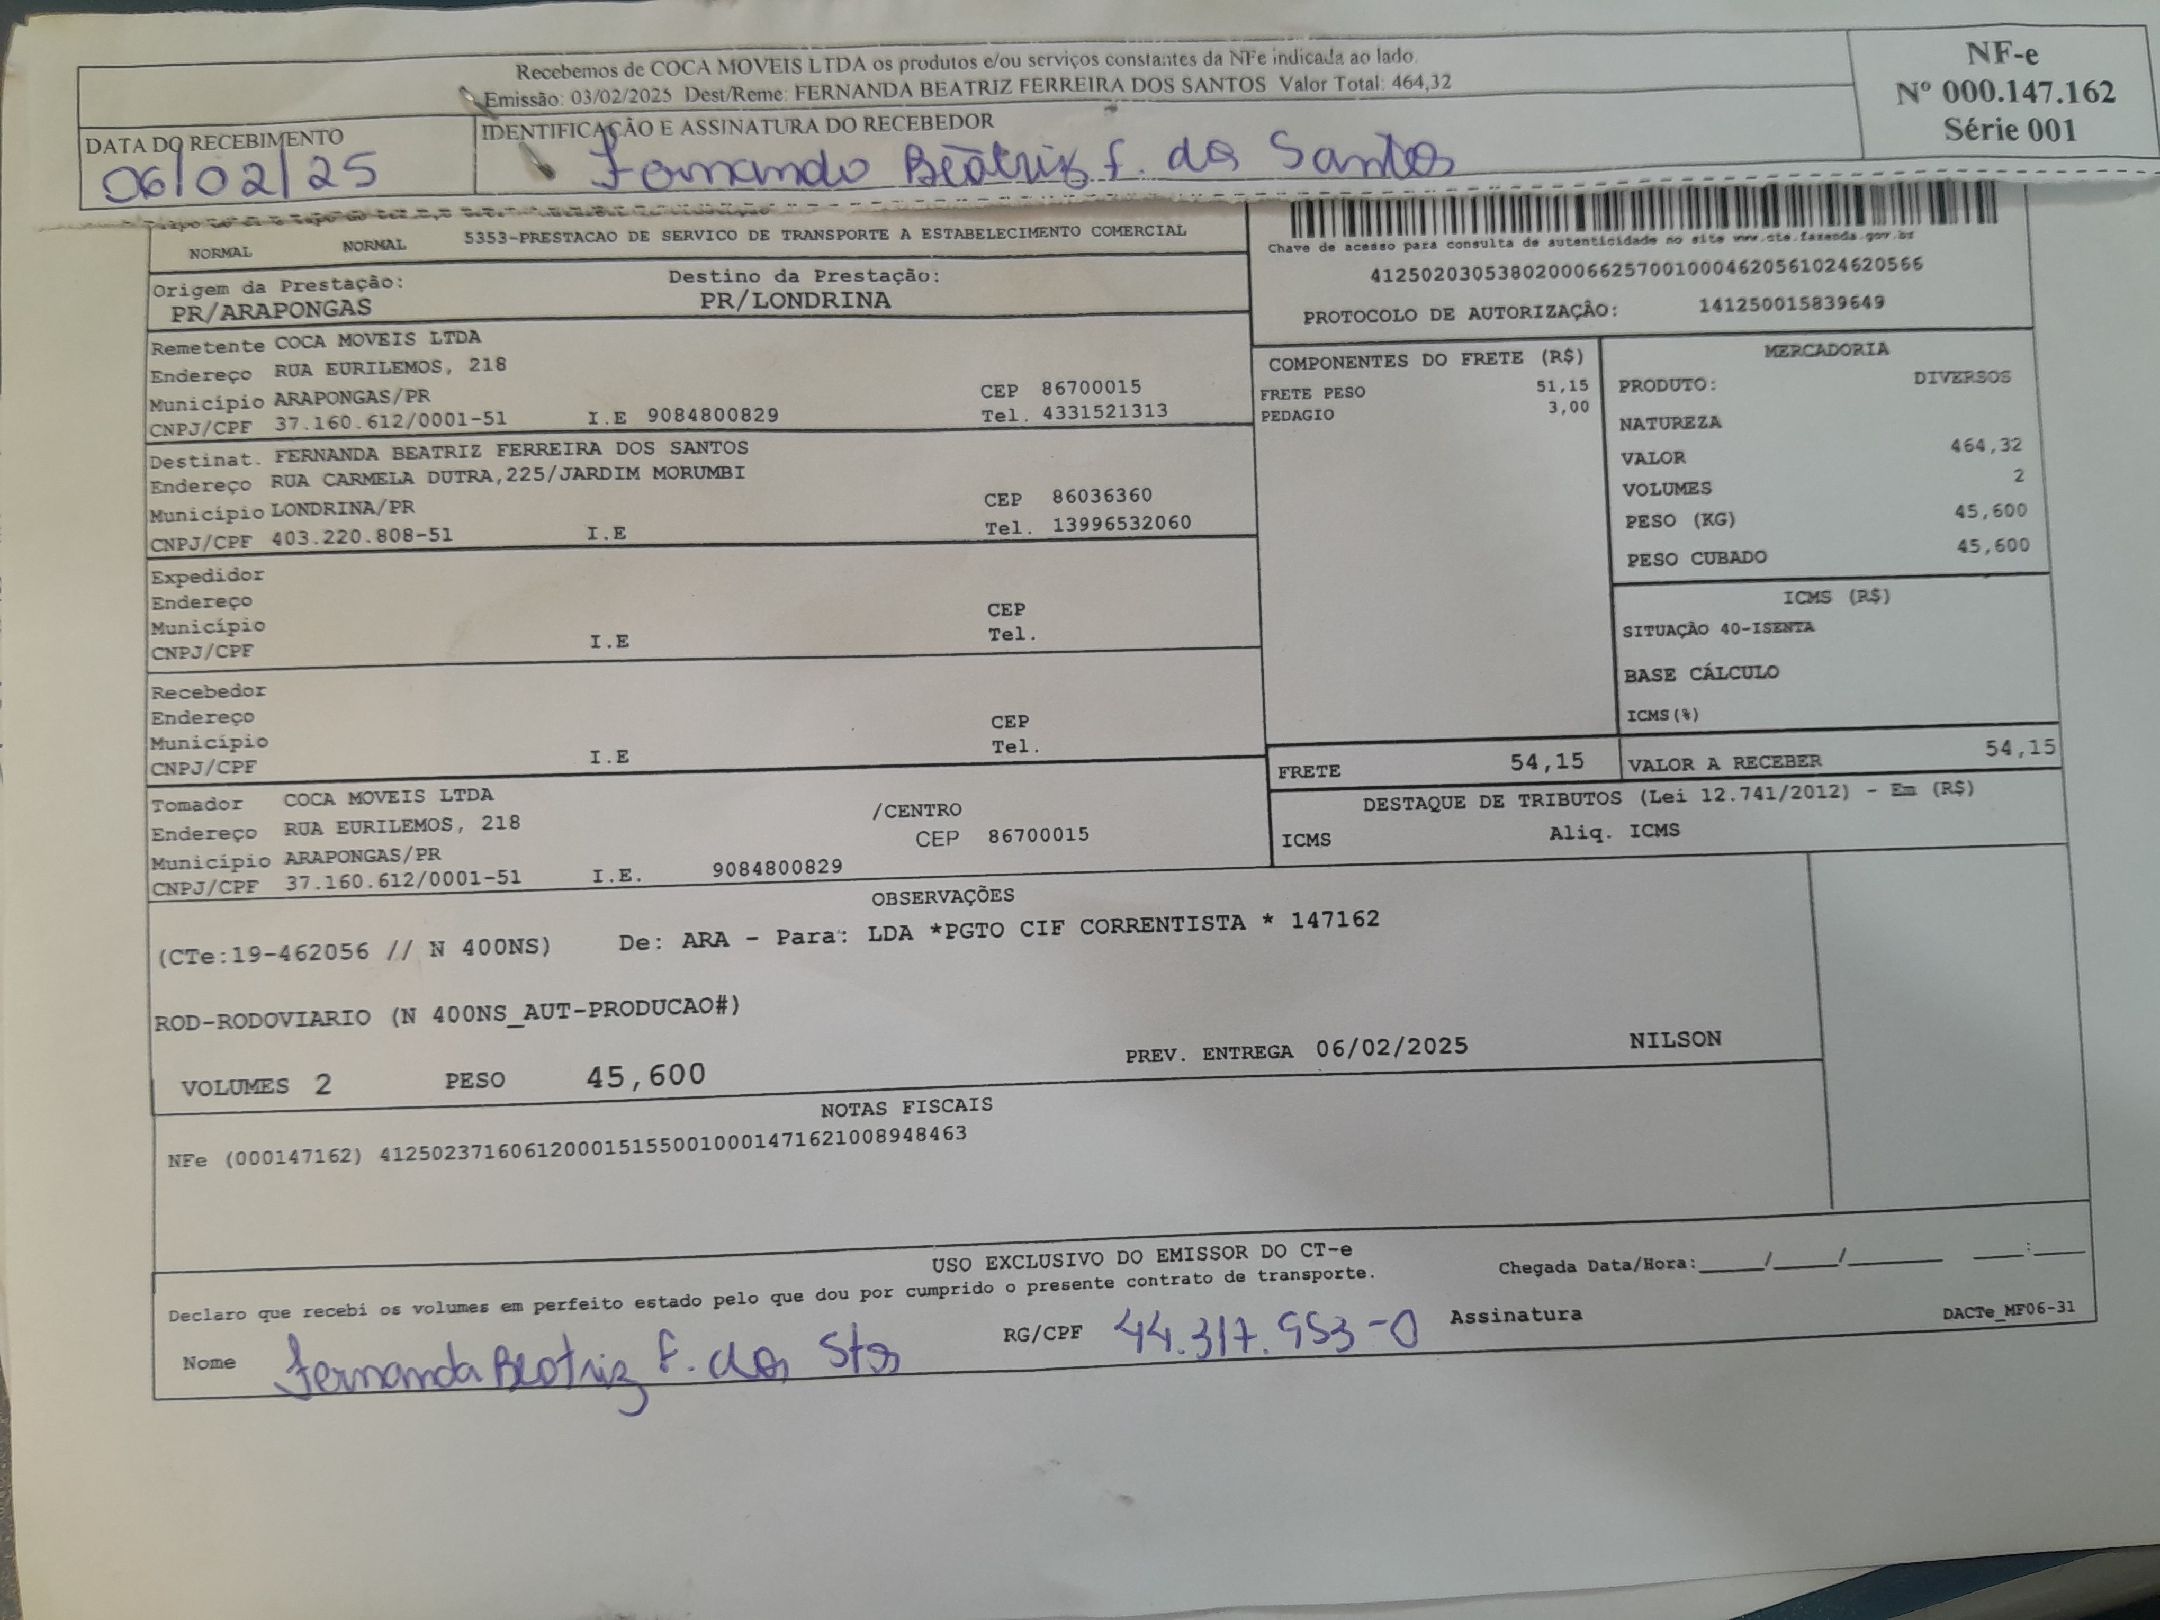 Recebemos de COCA MOVEIS LTDA os produtos e/ou serviços constantes da NFe indicada ao lado.
Emissão: 03/02/2025 Dest/Reme: FERNANDA BEATRIZ FERREIRA DOS SANTOS Valor Total: 464,32
NF-e
Nº 000.147.162
Série 001
DATA DO RECEBIMENTO
06/02/25
IDENTIFICAÇÃO E ASSINATURA DO RECEBEDOR
Fernanda Beatriz f. dos Santos
NORMAL NORMAL 5353-PRESTACAO DE SERVICO DE TRANSPORTE A ESTABELECIMENTO COMERCIAL
Chave de acesso para consulta de autenticidade no site www.cte.fazenda.gov.br
41250203053802000662570010004620561024620566
PROTOCOLO DE AUTORIZAÇÃO: 141250015839649
Origem da Prestação: Destino da Prestação:
PR/ARAPONGAS PR/LONDRINA
Remetente COCA MOVEIS LTDA
Endereço RUA EURILEMOS, 218
Município ARAPONGAS/PR CEP 86700015
CNPJ/CPF 37.160.612/0001-51 I.E 9084800829 Tel. 4331521313
Destinat. FERNANDA BEATRIZ FERREIRA DOS SANTOS
Endereço RUA CARMELA DUTRA,225/JARDIM MORUMBI
Município LONDRINA/PR CEP 86036360
CNPJ/CPF 403.220.808-51 I.E Tel. 13996532060
Expedidor
Endereço
Município CEP
CNPJ/CPF I.E Tel.
Recebedor
Endereço
Município CEP
CNPJ/CPF I.E Tel.
Tomador COCA MOVEIS LTDA /CENTRO
Endereço RUA EURILEMOS, 218 CEP 86700015
Município ARAPONGAS/PR
CNPJ/CPF 37.160.612/0001-51 I.E. 9084800829
COMPONENTES DO FRETE (R$)
FRETE PESO 51,15
PEDAGIO 3,00
MERCADORIA
PRODUTO: DIVERSOS
NATUREZA
VALOR 464,32
VOLUMES 2
PESO (KG) 45,600
PESO CUBADO 45,600
ICMS (R$)
SITUAÇÃO 40-ISENTA
BASE CÁLCULO
ICMS(%)
FRETE 54,15 VALOR A RECEBER 54,15
DESTAQUE DE TRIBUTOS (Lei 12.741/2012) - Em (R$)
ICMS Aliq. ICMS
OBSERVAÇÕES
(CTe:19-462056 // N 400NS) De: ARA - Para: LDA *PGTO CIF CORRENTISTA * 147162
ROD-RODOVIARIO (N 400NS_AUT-PRODUCAO#)
VOLUMES 2 PESO 45,600 PREV. ENTREGA 06/02/2025 NILSON
NOTAS FISCAIS
NFe (000147162) 41250237160612000151550010001471621008948463
USO EXCLUSIVO DO EMISSOR DO CT-e
Declaro que recebi os volumes em perfeito estado pelo que dou por cumprido o presente contrato de transporte.
Chegada Data/Hora:_____/_____/_______ ____:____
Nome Fernanda Beatriz F. dos Stos RG/CPF 44.317.953-0 Assinatura
DACTe_MF06-31